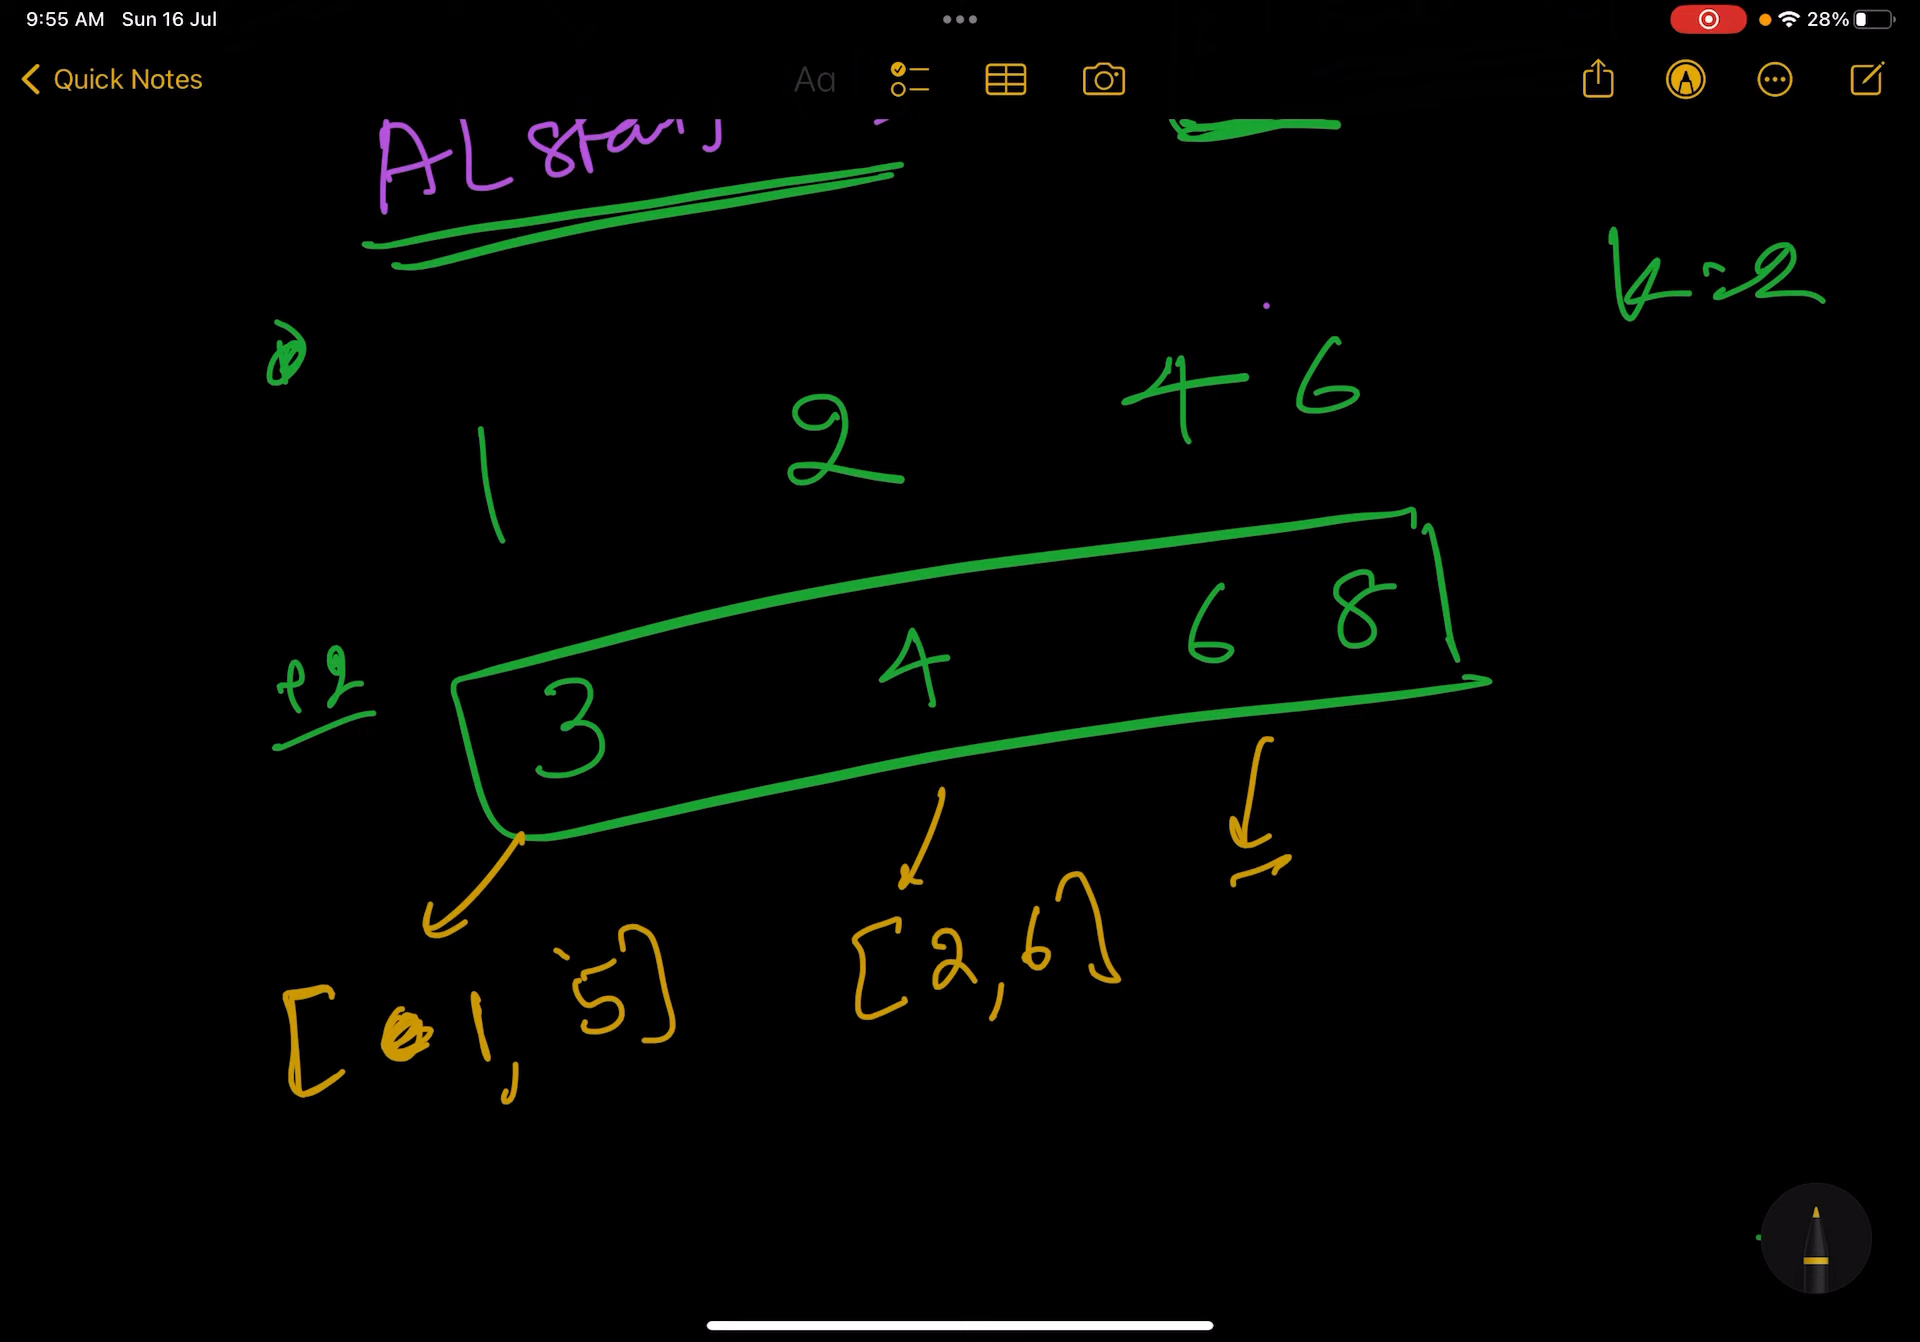 9:55 AM Sun 16 Jul
28%
Quick Notes
Aa
AL
k=2
1 2 4 6
+2 3 4 6 8
[1, 5] [2, 6]